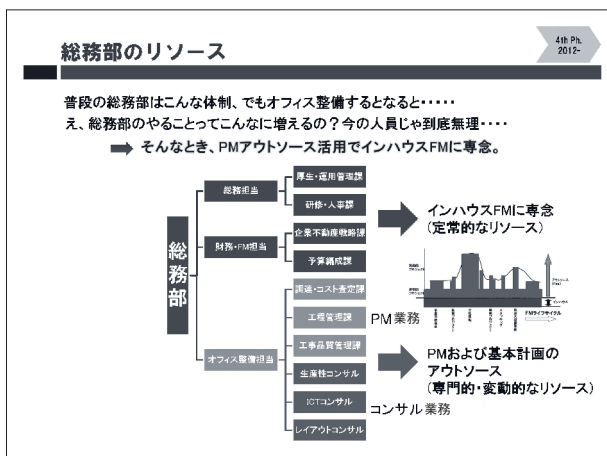 総務部のリソース
4th Ph.
2012-
普段の総務部はこんな体制、でもオフィス整備するとなると・・・・・
え、総務部のやることってこんなに増えるの？今の人員じゃ到底無理・・・・
そんなとき、PMアウトソース活用でインハウスFMに専念。
総務部
総務担当
厚生・運用管理課
研修・人事課
財務・FM担当
企業不動産戦略課
予算編成課
オフィス整備担当
調達・コスト査定課
工程管理課
工事品質管理課
生産性コンサル
ICTコンサル
レイアウトコンサル
PM業務
コンサル業務
インハウスFMに専念
(定常的なリソース)
アウトソース
インハウス
FMライフサイクル
PMおよび基本計画の
アウトソース
(専門的・変動的なリソース)